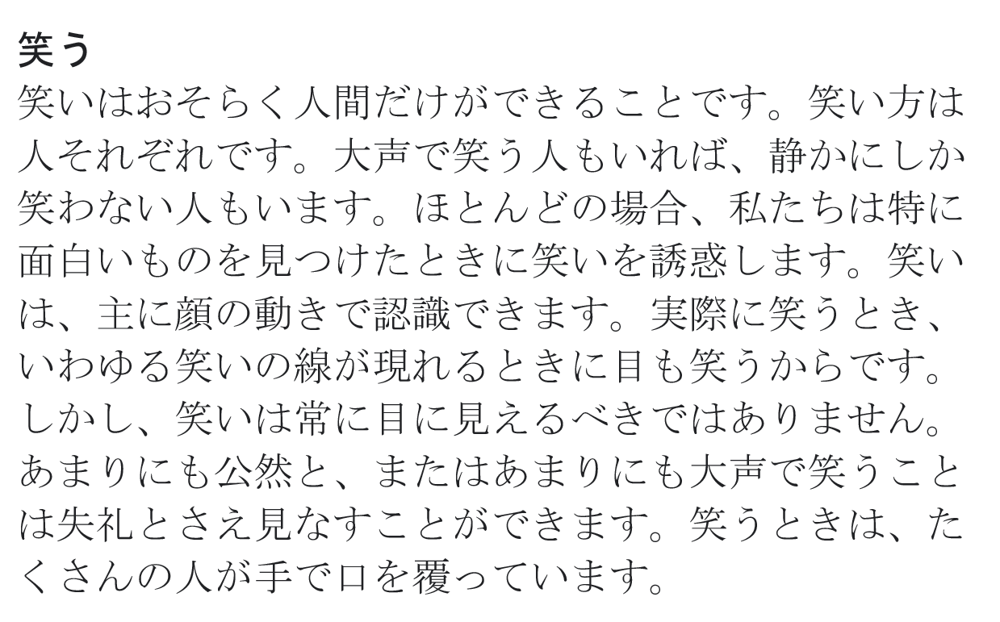 笑う
笑いはおそらく人間だけができることです。笑い方は
人それぞれです。大声で笑う人もいれば、静かにしか
笑わない人もいます。ほとんどの場合、私たちは特に
面白いものを見つけたときに笑いを誘惑します。笑い
は、主に顔の動きで認識できます。実際に笑うとき、
いわゆる笑いの線が現れるときに目も笑うからです。
しかし、笑いは常に目に見えるべきではありません。
あまりにも公然と、またはあまりにも大声で笑うこと
は失礼とさえ見なすことができます。笑うときは、た
くさんの人が手で口を覆っています。